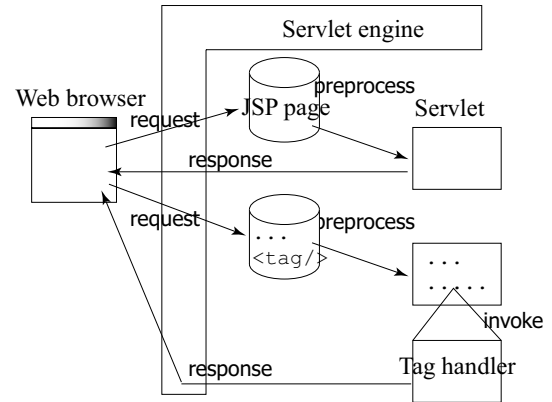 Servlet engine
Web browser
preprocess
JSP page
Servlet
request
response
request
preprocess
...
<tag/>
...
.....
invoke
Tag handler
response